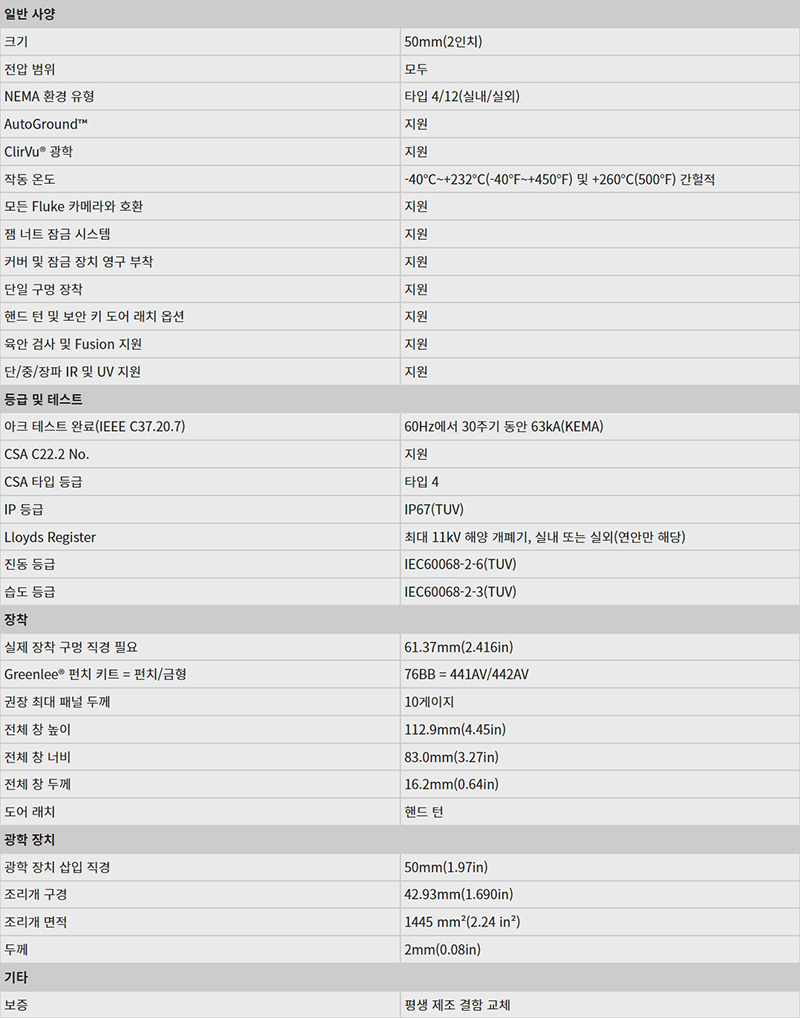 일반 사양
크기 50mm(2인치)
전압 범위 모두
NEMA 환경 유형 타입 4/12(실내/실외)
AutoGround™ 지원
ClirVu® 광학 지원
작동 온도 -40°C~+232°C(-40°F~+450°F) 및 +260°C(500°F) 간헐적
모든 Fluke 카메라와 호환 지원
잼 너트 잠금 시스템 지원
커버 및 잠금 장치 영구 부착 지원
단일 구멍 장착 지원
핸드 턴 및 보안 키 도어 래치 옵션 지원
육안 검사 및 Fusion 지원 지원
단/중/장파 IR 및 UV 지원 지원
등급 및 테스트
아크 테스트 완료(IEEE C37.20.7) 60Hz에서 30주기 동안 63kA(KEMA)
CSA C22.2 No. 지원
CSA 타입 등급 타입 4
IP 등급 IP67(TUV)
Lloyds Register 최대 11kV 해양 개폐기, 실내 또는 실외(연안만 해당)
진동 등급 IEC60068-2-6(TUV)
습도 등급 IEC60068-2-3(TUV)
장착
실제 장착 구멍 직경 필요 61.37mm(2.416in)
Greenlee® 펀치 키트 = 펀치/금형 76BB = 441AV/442AV
권장 최대 패널 두께 10게이지
전체 창 높이 112.9mm(4.45in)
전체 창 너비 83.0mm(3.27in)
전체 창 두께 16.2mm(0.64in)
도어 래치 핸드 턴
광학 장치
광학 장치 삽입 직경 50mm(1.97in)
조리개 구경 42.93mm(1.690in)
조리개 면적 1445 mm²(2.24 in²)
두께 2mm(0.08in)
기타
보증 평생 제조 결함 교체